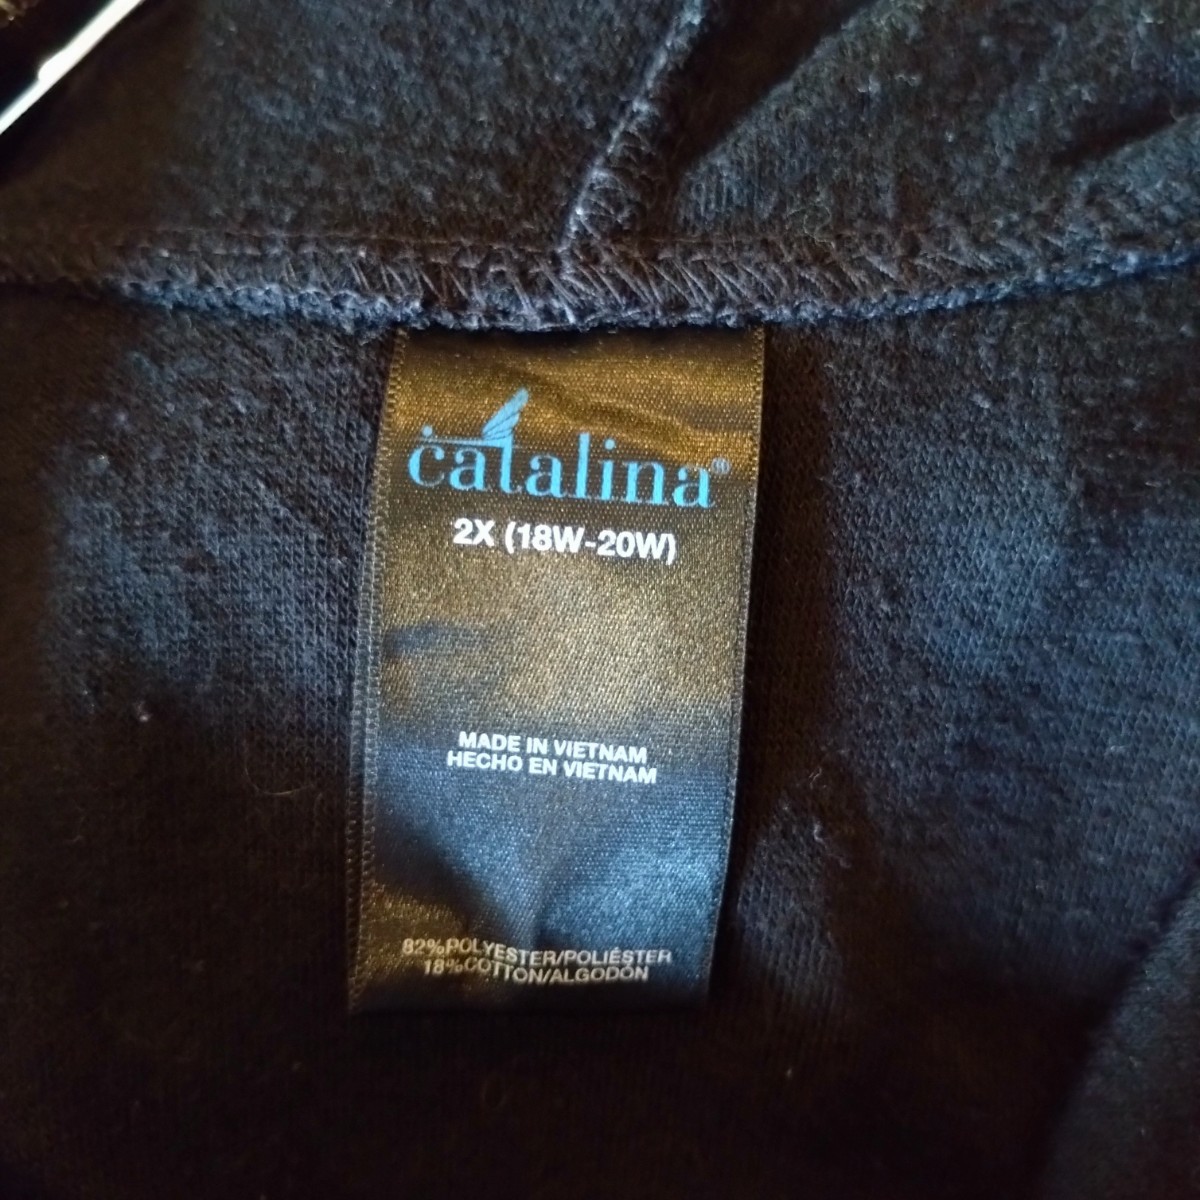 catalina®
2X (18W-20W)
MADE IN VIETNAM
HECHO EN VIETNAM
82%POLYESTER/POLIÉSTER
18%COTTON/ALGODÓN